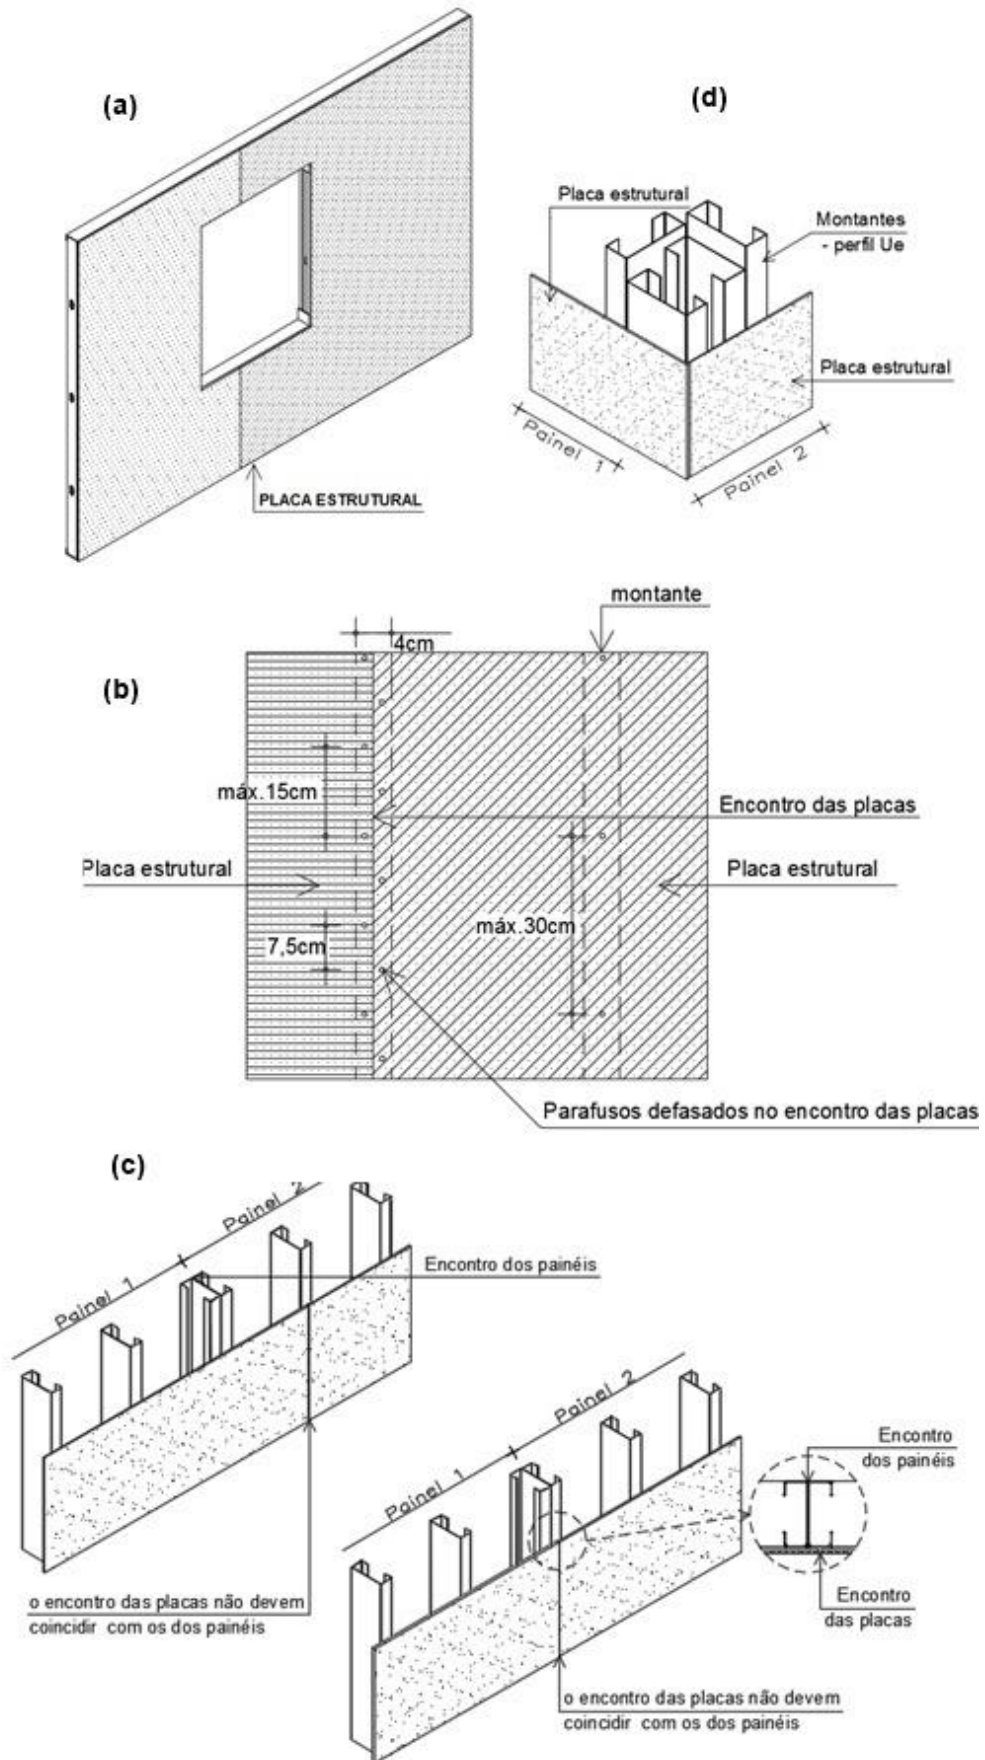 (a)
PLACA ESTRUTURAL
(d)
Placa estrutural
Montantes
- perfil Ue
Placa estrutural
Painel 1
Painel 2
(b)
montante
4cm
máx.15cm
Encontro das placas
Placa estrutural
Placa estrutural
máx.30cm
7,5cm
Parafusos defasados no encontro das placas
(c)
Painel 1
Painel 2
Encontro dos painéis
o encontro das placas não devem
coincidir com os dos painéis
Painel 1
Painel 2
Encontro
dos painéis
Encontro
das placas
o encontro das placas não devem
coincidir com os dos painéis